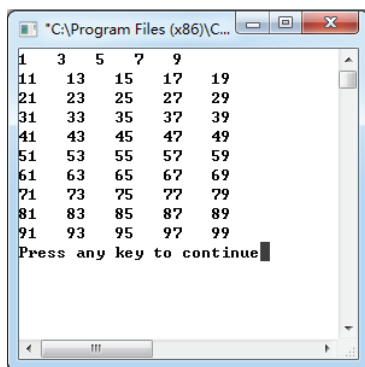 *C:\Program Files (x86)\C...
1 3 5 7 9
11 13 15 17 19
21 23 25 27 29
31 33 35 37 39
41 43 45 47 49
51 53 55 57 59
61 63 65 67 69
71 73 75 77 79
81 83 85 87 89
91 93 95 97 99
Press any key to continue